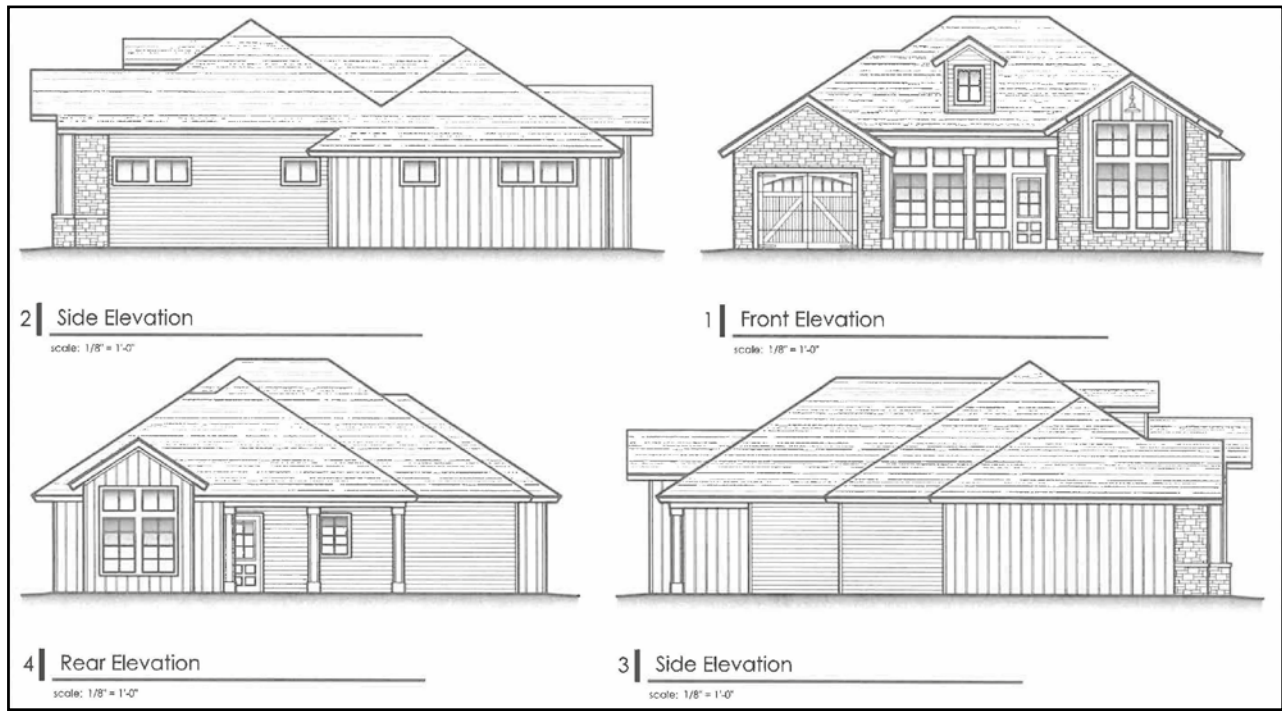 2 Side Elevation
scale: 1/8" = 1'-0"
1 Front Elevation
scale: 1/8" = 1'-0"
4 Rear Elevation
scale: 1/8" = 1'-0"
3 Side Elevation
scale: 1/8" = 1'-0"